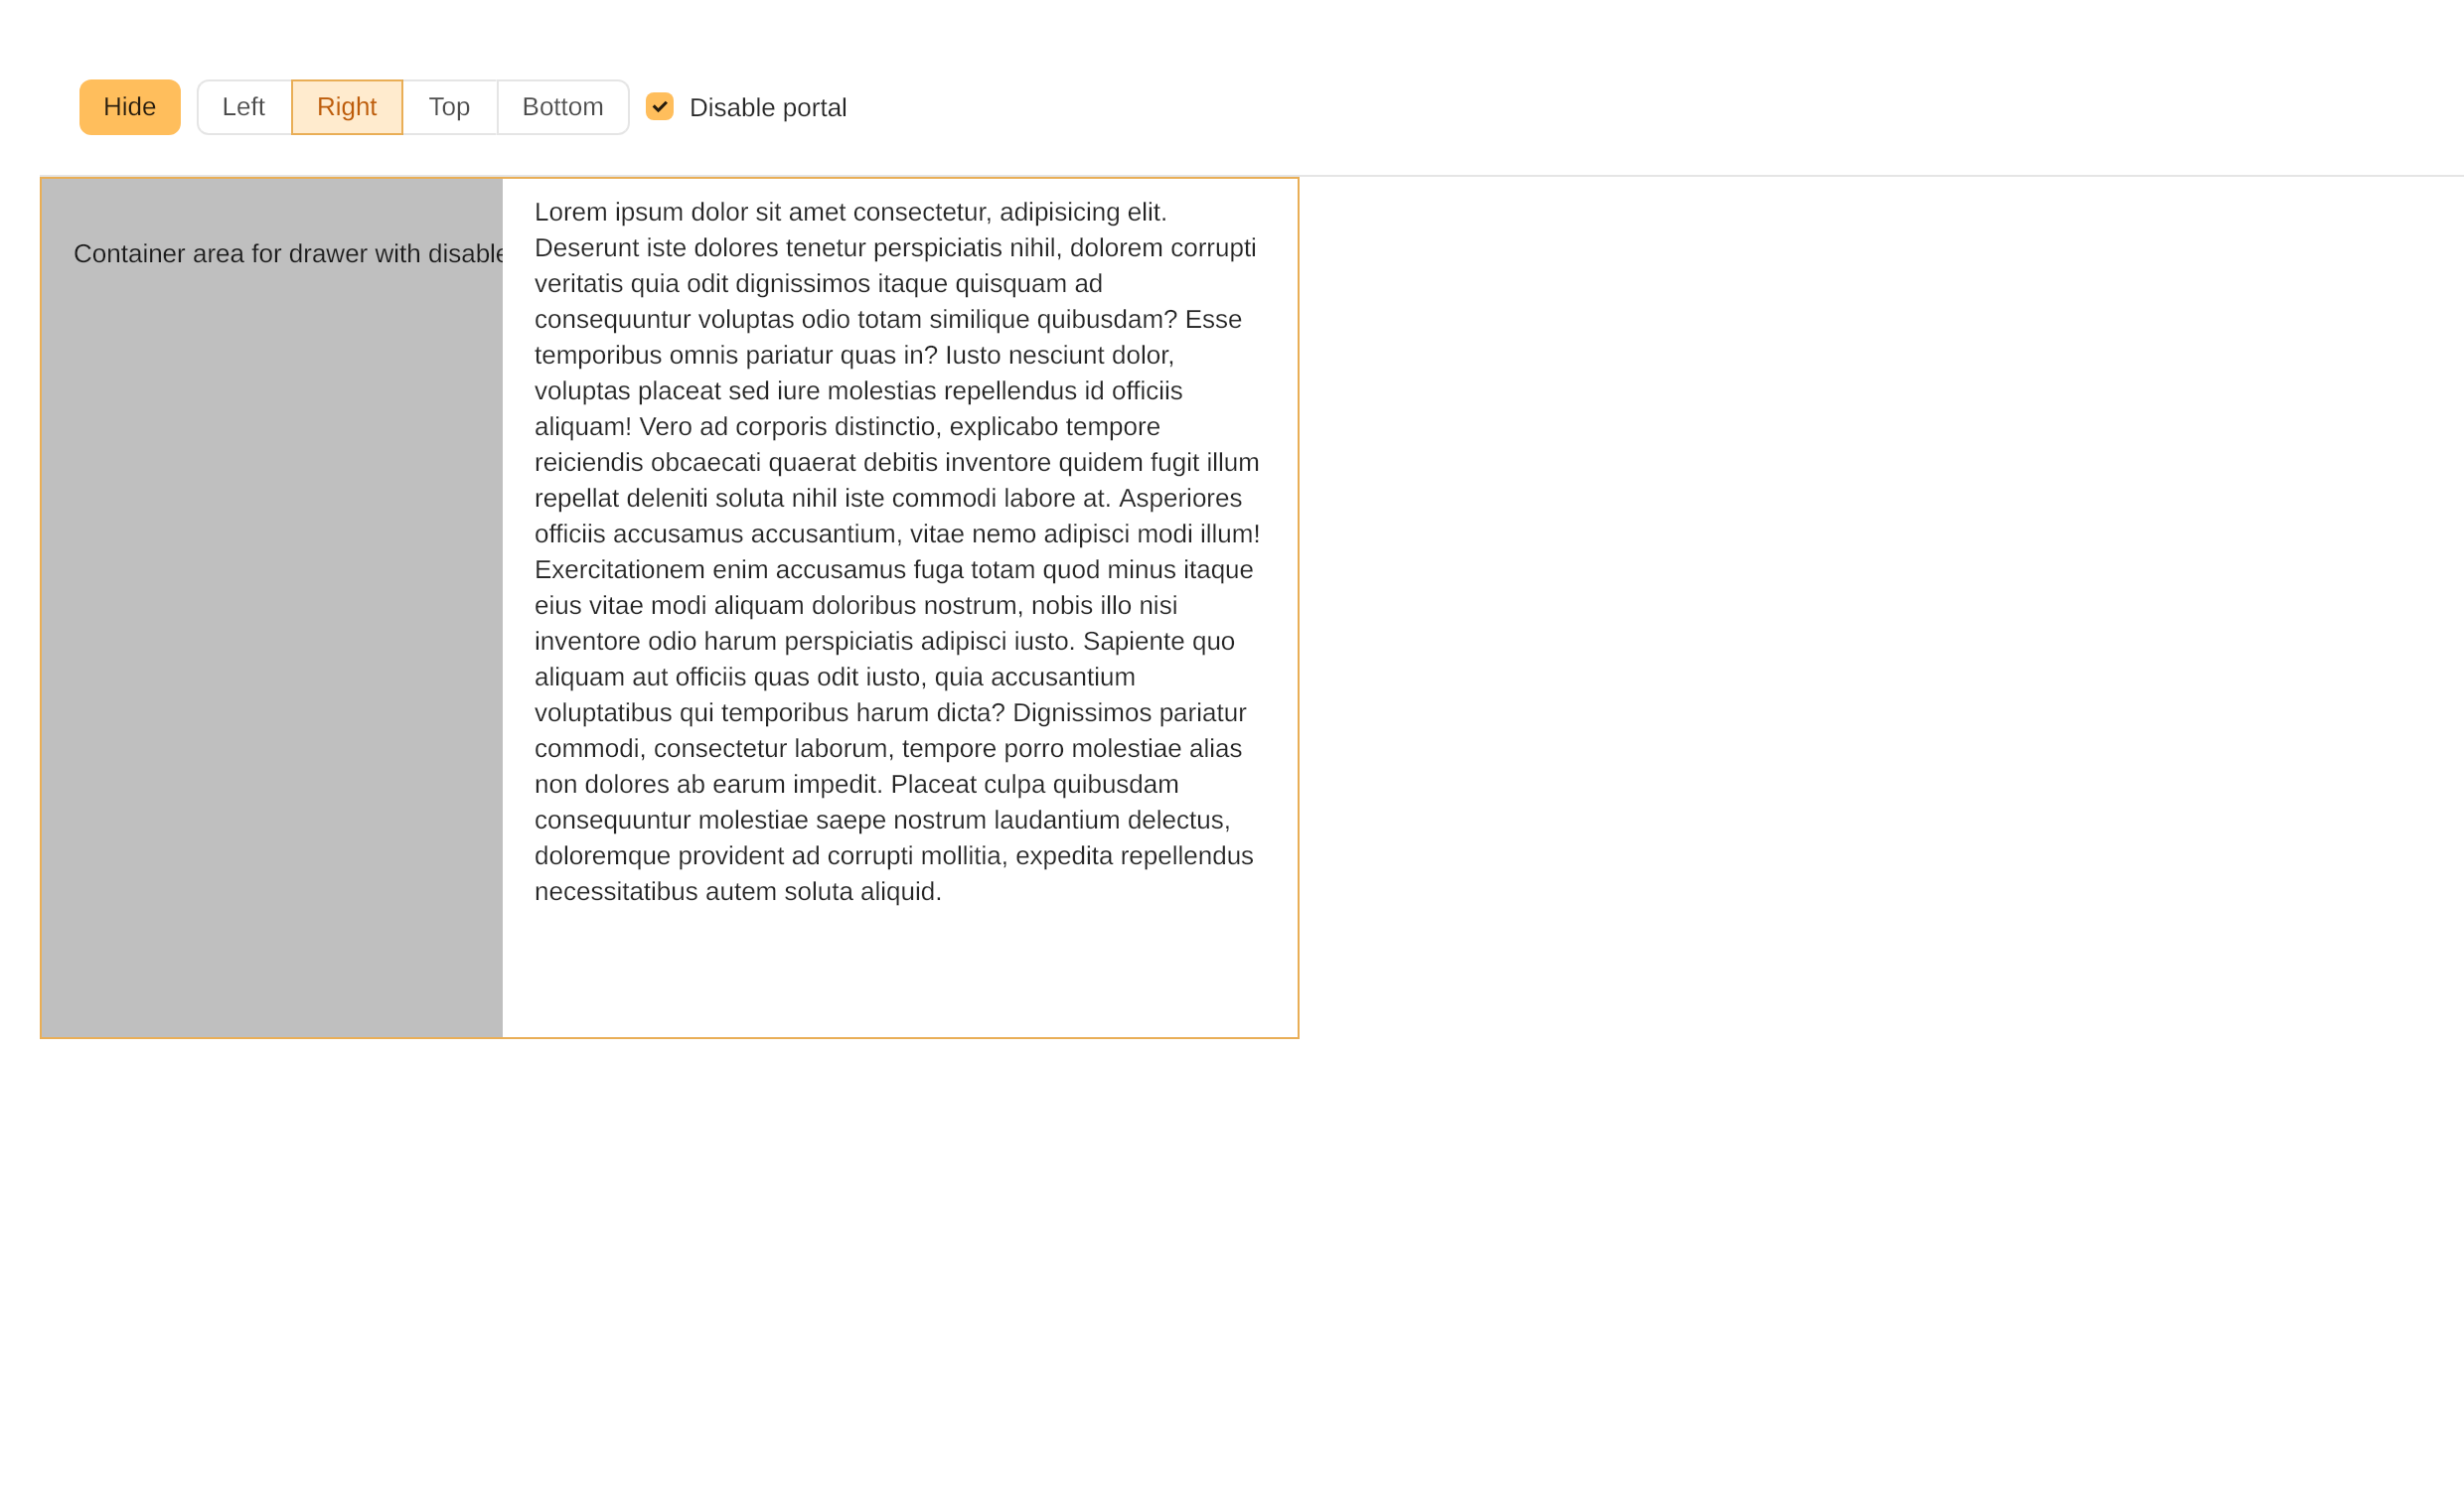 Hide Left Right Top Bottom Disable portal
Container area for drawer with disable
Lorem ipsum dolor sit amet consectetur, adipisicing elit.
Deserunt iste dolores tenetur perspiciatis nihil, dolorem corrupti
veritatis quia odit dignissimos itaque quisquam ad
consequuntur voluptas odio totam similique quibusdam? Esse
temporibus omnis pariatur quas in? Iusto nesciunt dolor,
voluptas placeat sed iure molestias repellendus id officiis
aliquam! Vero ad corporis distinctio, explicabo tempore
reiciendis obcaecati quaerat debitis inventore quidem fugit illum
repellat deleniti soluta nihil iste commodi labore at. Asperiores
officiis accusamus accusantium, vitae nemo adipisci modi illum!
Exercitationem enim accusamus fuga totam quod minus itaque
eius vitae modi aliquam doloribus nostrum, nobis illo nisi
inventore odio harum perspiciatis adipisci iusto. Sapiente quo
aliquam aut officiis quas odit iusto, quia accusantium
voluptatibus qui temporibus harum dicta? Dignissimos pariatur
commodi, consectetur laborum, tempore porro molestiae alias
non dolores ab earum impedit. Placeat culpa quibusdam
consequuntur molestiae saepe nostrum laudantium delectus,
doloremque provident ad corrupti mollitia, expedita repellendus
necessitatibus autem soluta aliquid.